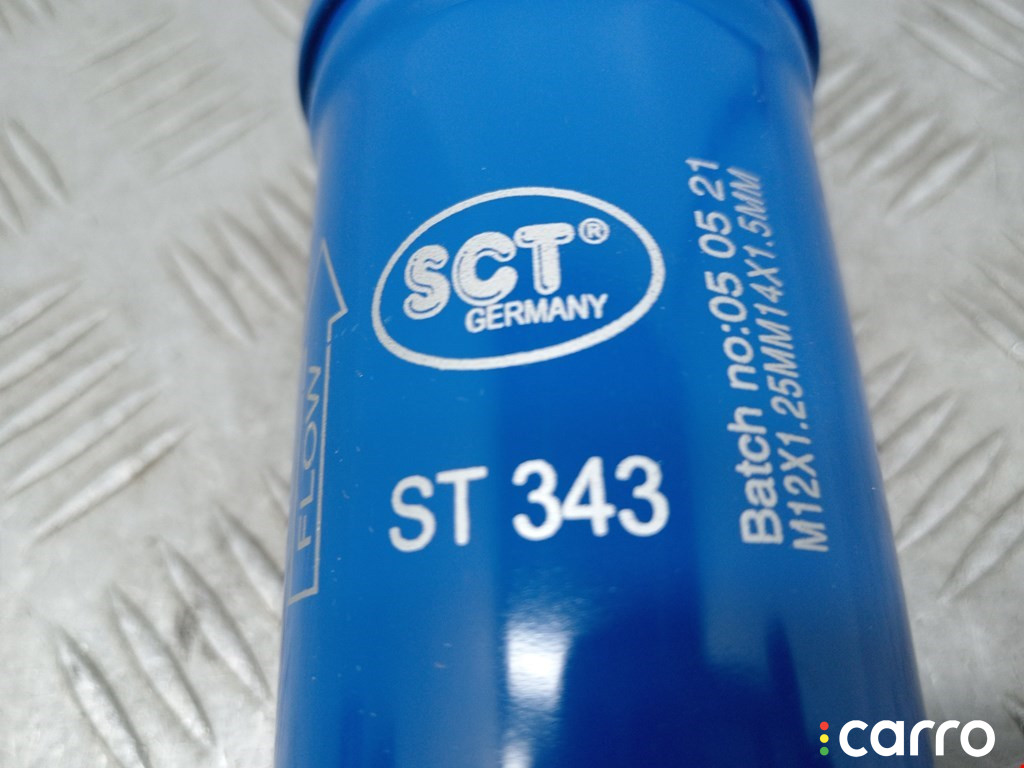 SCT®
GERMANY
ST 343
FLOW
Batch no:05 05 21
M12X1.25MM14X1.5MM
carro